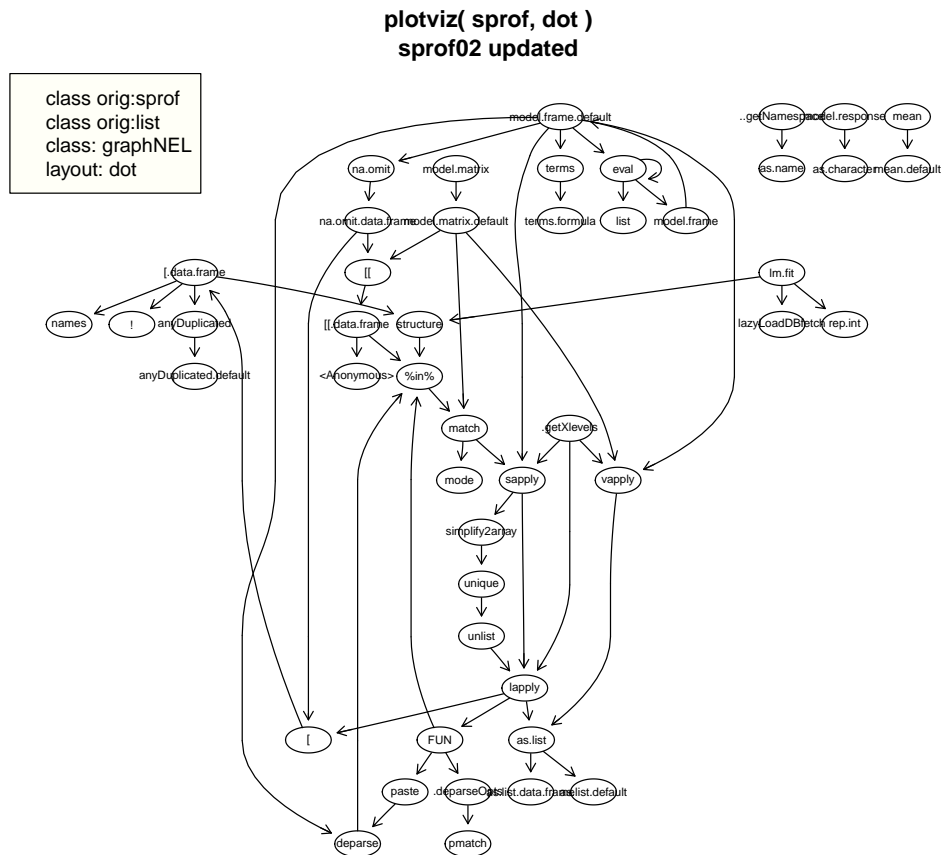 plotviz( sprof, dot )
sprof02 updated
class orig:sprof
class orig:list
class: graphNEL
layout: dot
model.frame.default
..getNamespace
model.response
mean
na.omit
model.matrix
terms
eval
as.name
as.character
mean.default
na.omit.data.frame
model.matrix.default
terms.formula
list
model.frame
[.data.frame
[[
lm.fit
names
!
anyDuplicated
[[.data.frame
structure
lazyLoadDBfetch
rep.int
anyDuplicated.default
<Anonymous>
%in%
match
.getXlevels
mode
sapply
vapply
simplify2array
unique
unlist
lapply
[
FUN
as.list
paste
.deparseOpts
as.list.data.frame
as.list.default
deparse
pmatch